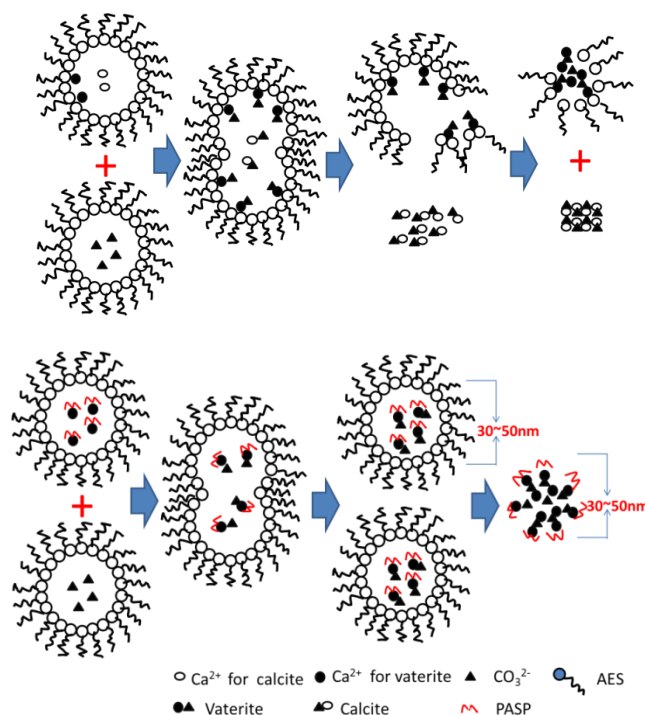 +
+
30~50nm
30~50nm
+
Ca²⁺ for calcite Ca²⁺ for vaterite CO₃²⁻ AES
Vaterite Calcite PASP